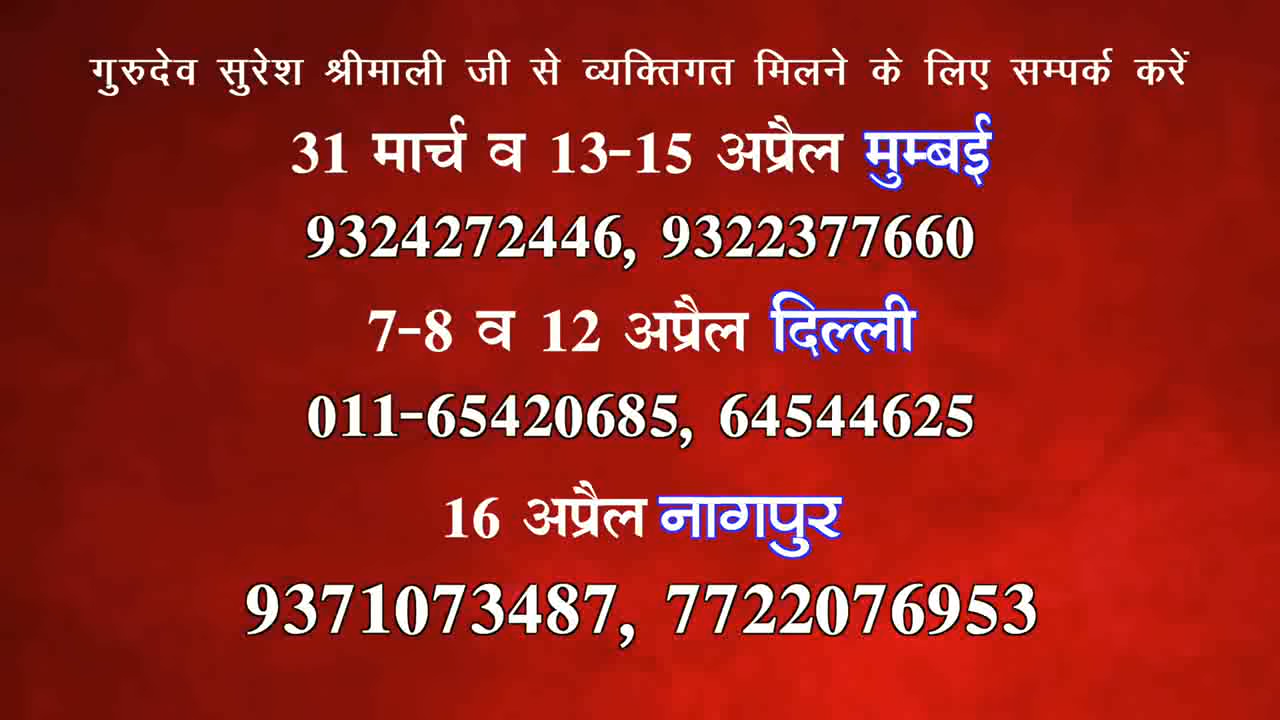 गुरुदेव सुरेश श्रीमाली जी से व्यक्तिगत मिलने के लिए सम्पर्क करें
31 मार्च व 13-15 अप्रैल मुम्बई
9324272446, 9322377660
7-8 व 12 अप्रैल दिल्ली
011-65420685, 64544625
16 अप्रैल नागपुर
9371073487, 7722076953